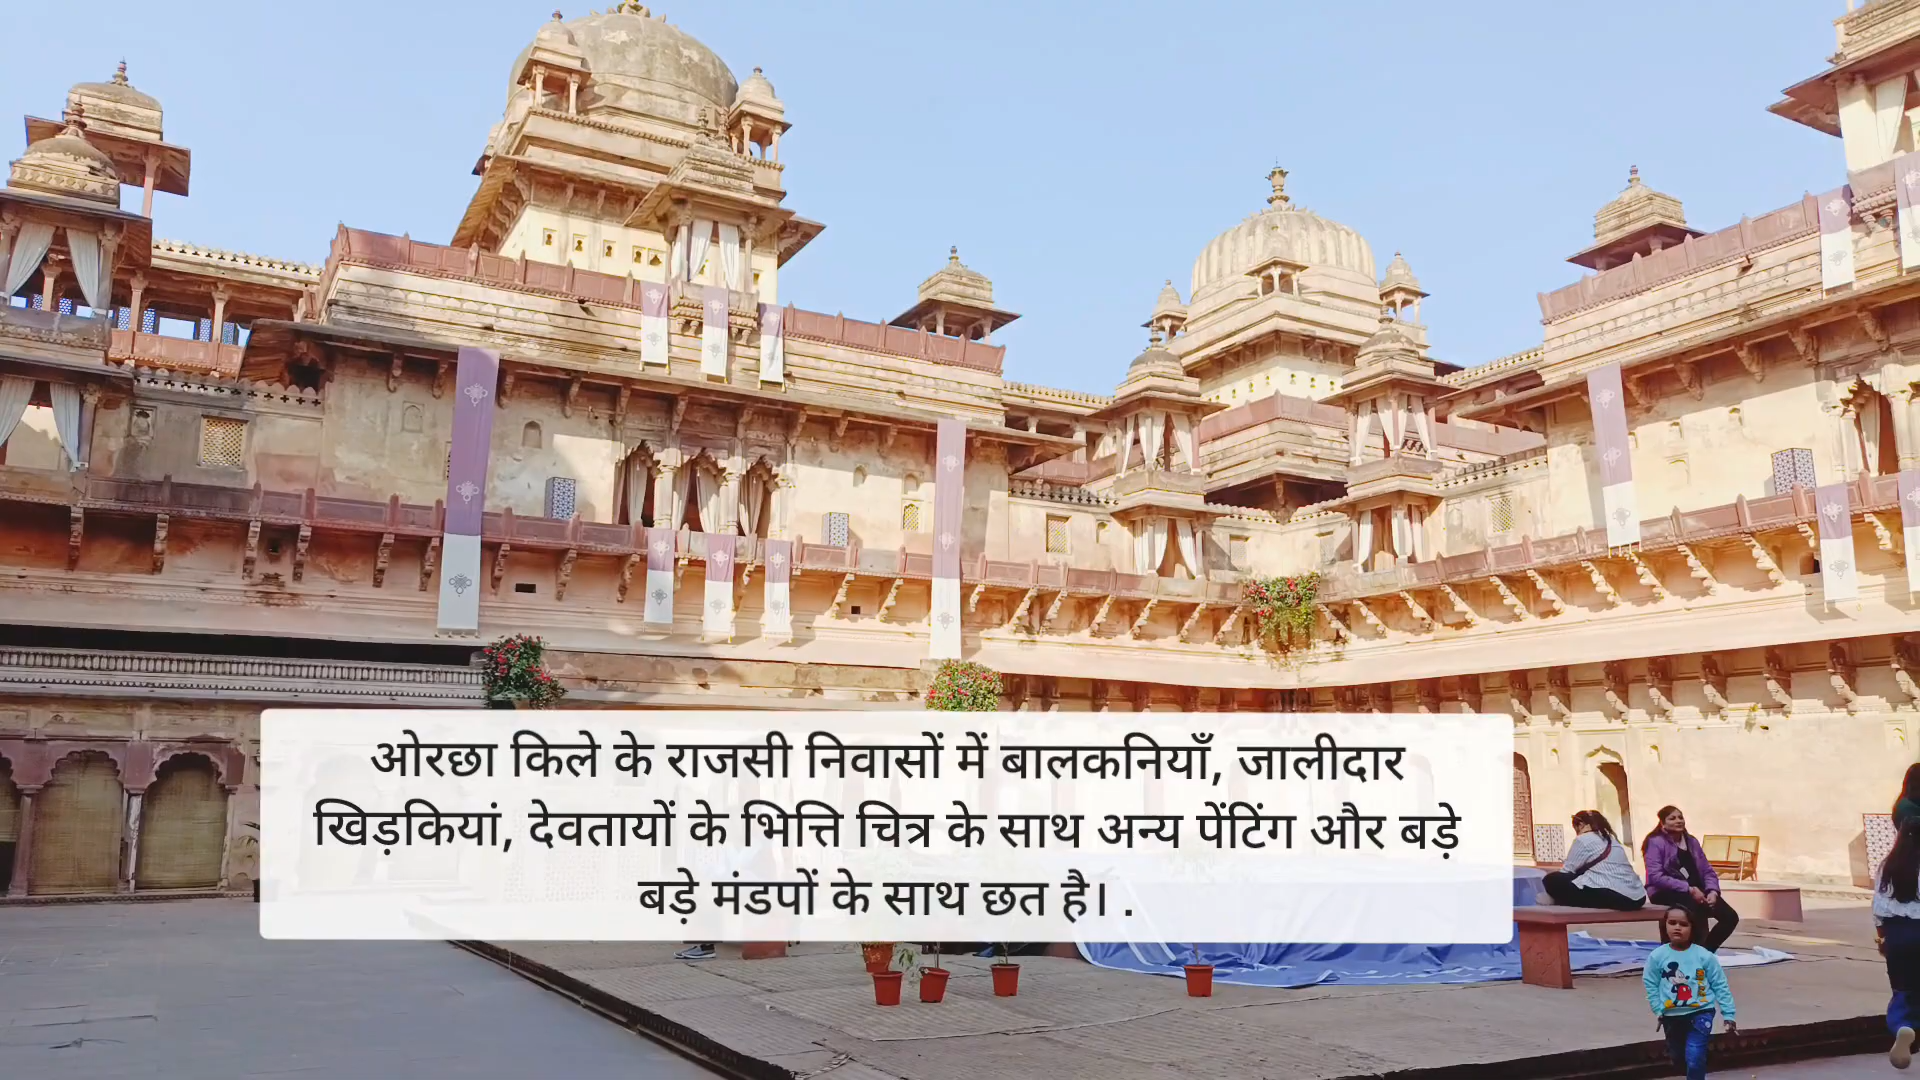 ओरछा किले के राजसी निवासों में बालकनियाँ, जालीदार
खिड़कियां, देवतायों के भित्ति चित्र के साथ अन्य पेंटिंग और बड़े
बड़े मंडपों के साथ छत है। .